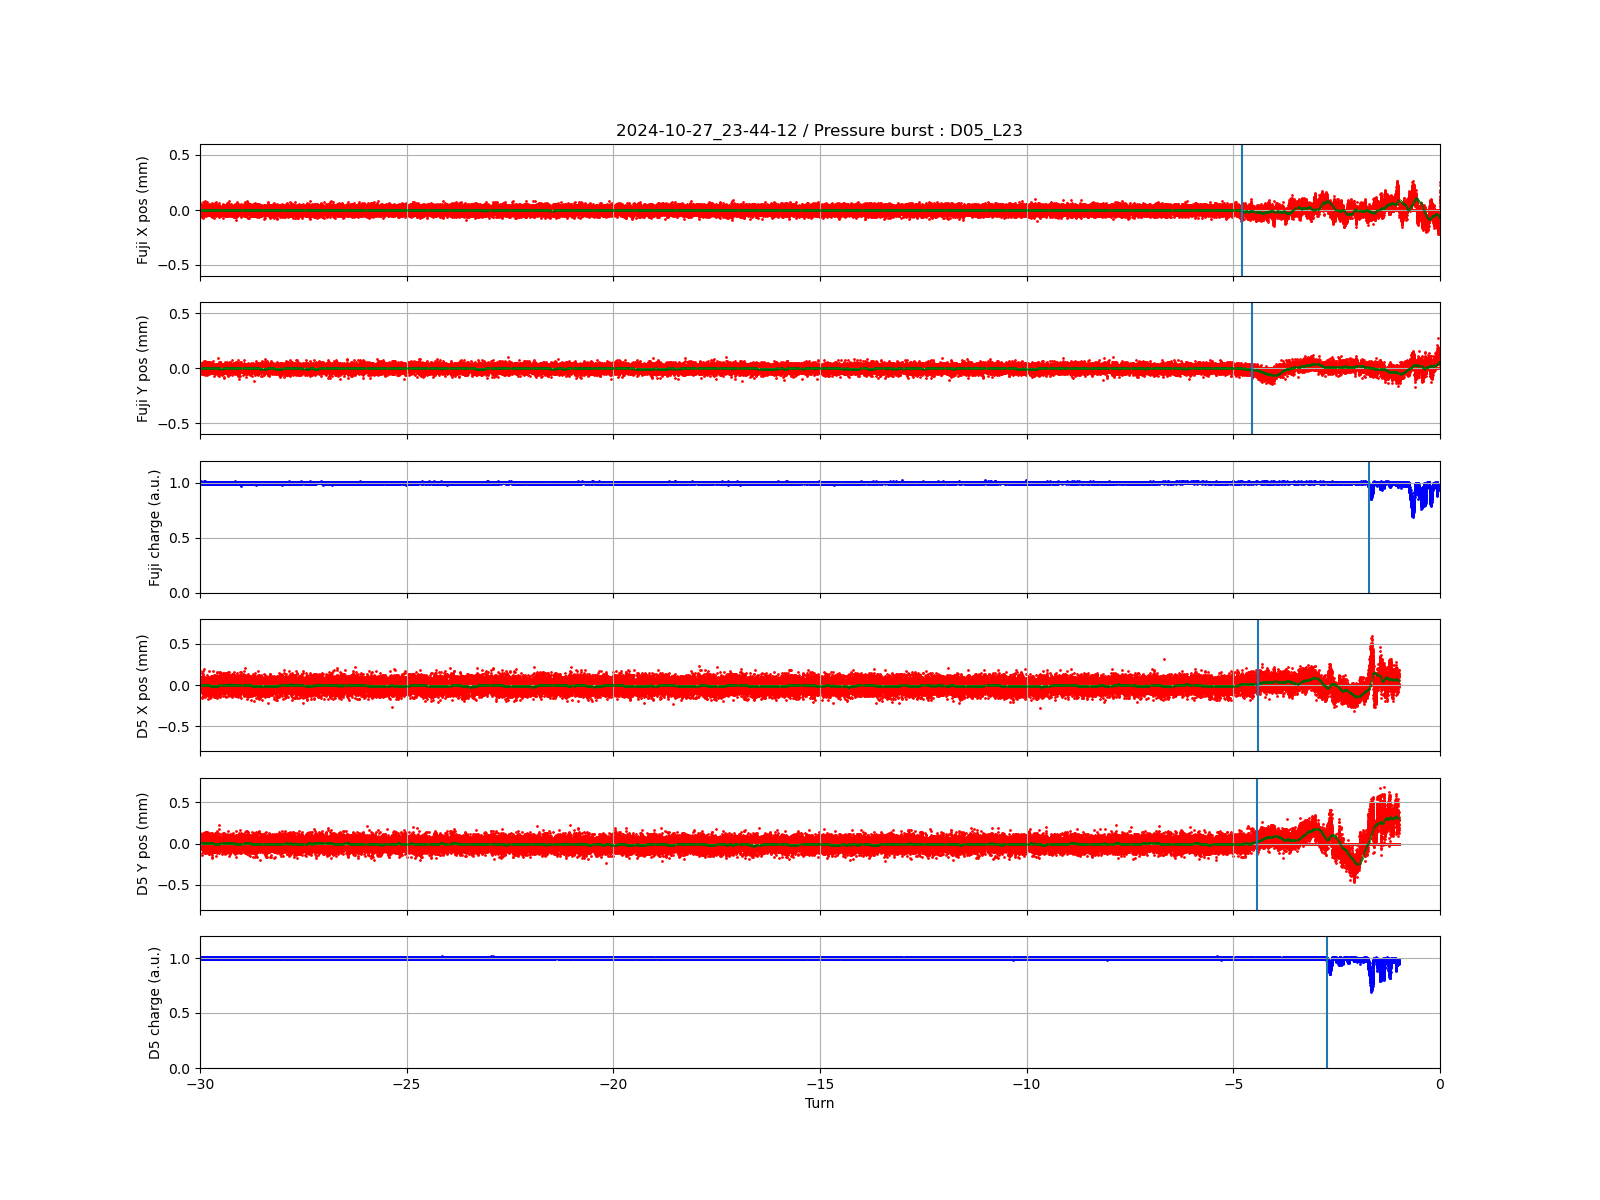 2024-10-27_23-44-12 / Pressure burst : D05_L23
Fuji X pos (mm)
0.5
0.0
−0.5
Fuji Y pos (mm)
0.5
0.0
−0.5
Fuji charge (a.u.)
1.0
0.5
0.0
D5 X pos (mm)
0.5
0.0
−0.5
D5 Y pos (mm)
0.5
0.0
−0.5
D5 charge (a.u.)
1.0
0.5
0.0
−30 −25 −20 −15 −10 −5 0
Turn